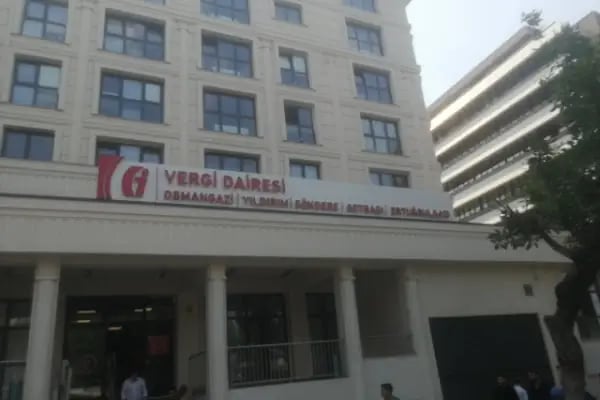 VERGİ DAİRESİ
OSMANGAZİ | YILDIRIM | GÖKDERE | SETBAŞI | ERTUĞRULGAZİ